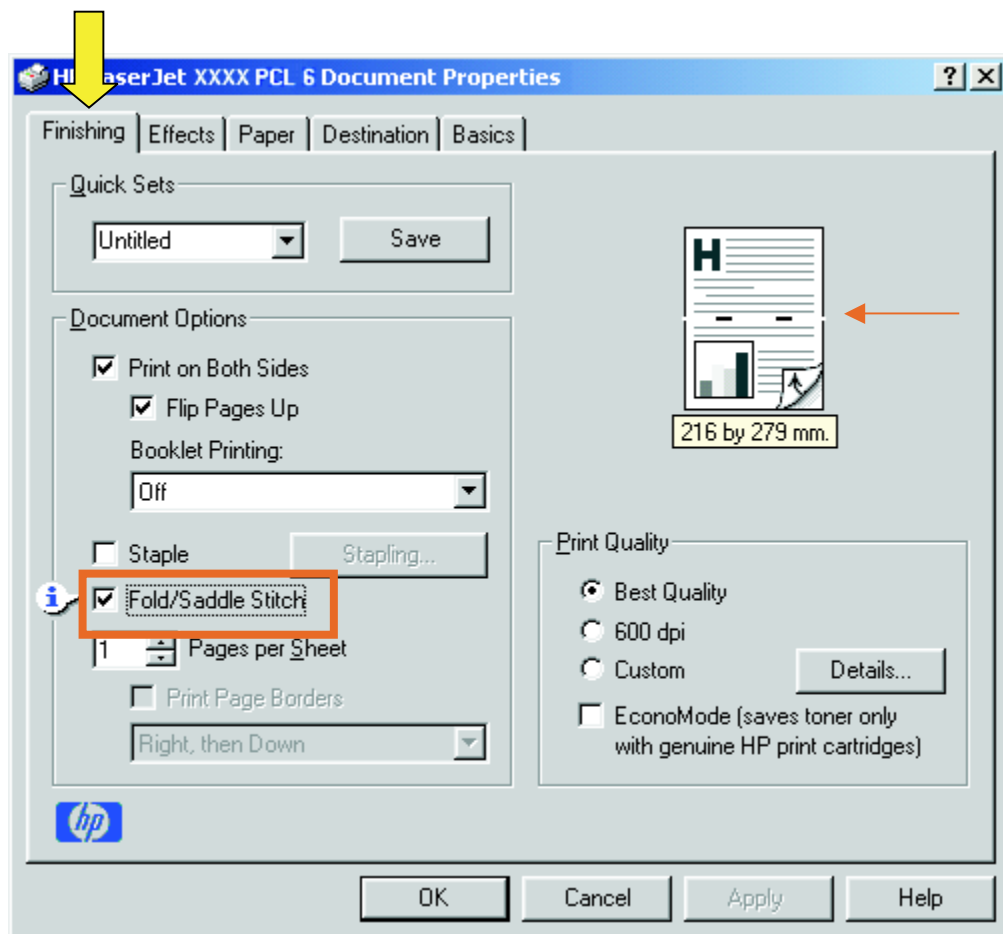 HP LaserJet XXXX PCL 6 Document Properties
Finishing Effects Paper Destination Basics
Quick Sets
Untitled Save
Document Options
Print on Both Sides
Flip Pages Up
Booklet Printing:
Off
Staple Stapling...
Fold/Saddle Stitch
1 Pages per Sheet
Print Page Borders
Right, then Down
H
216 by 279 mm.
Print Quality
Best Quality
600 dpi
Custom Details...
EconoMode (saves toner only
with genuine HP print cartridges)
hp
OK Cancel Apply Help